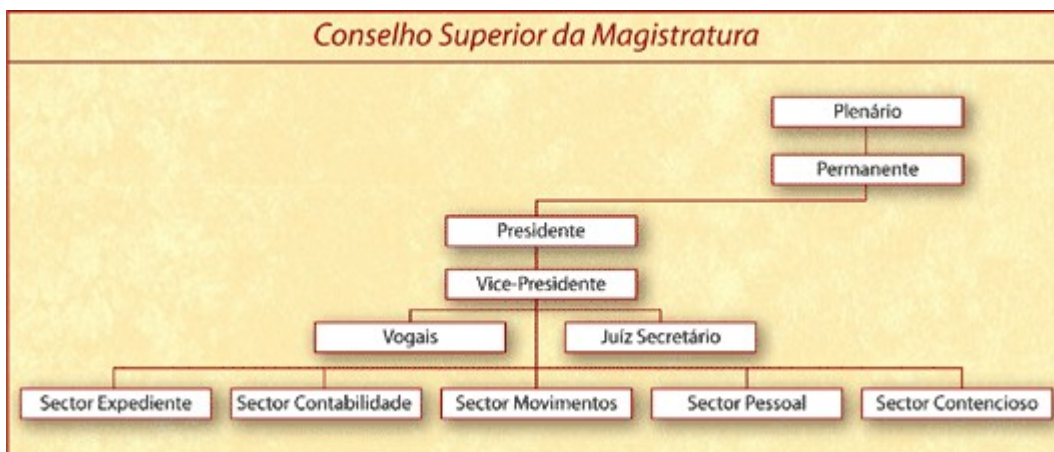 Conselho Superior da Magistratura
Plenário
Permanente
Presidente
Vice-Presidente
Vogais
Juíz Secretário
Sector Expediente
Sector Contabilidade
Sector Movimentos
Sector Pessoal
Sector Contencioso